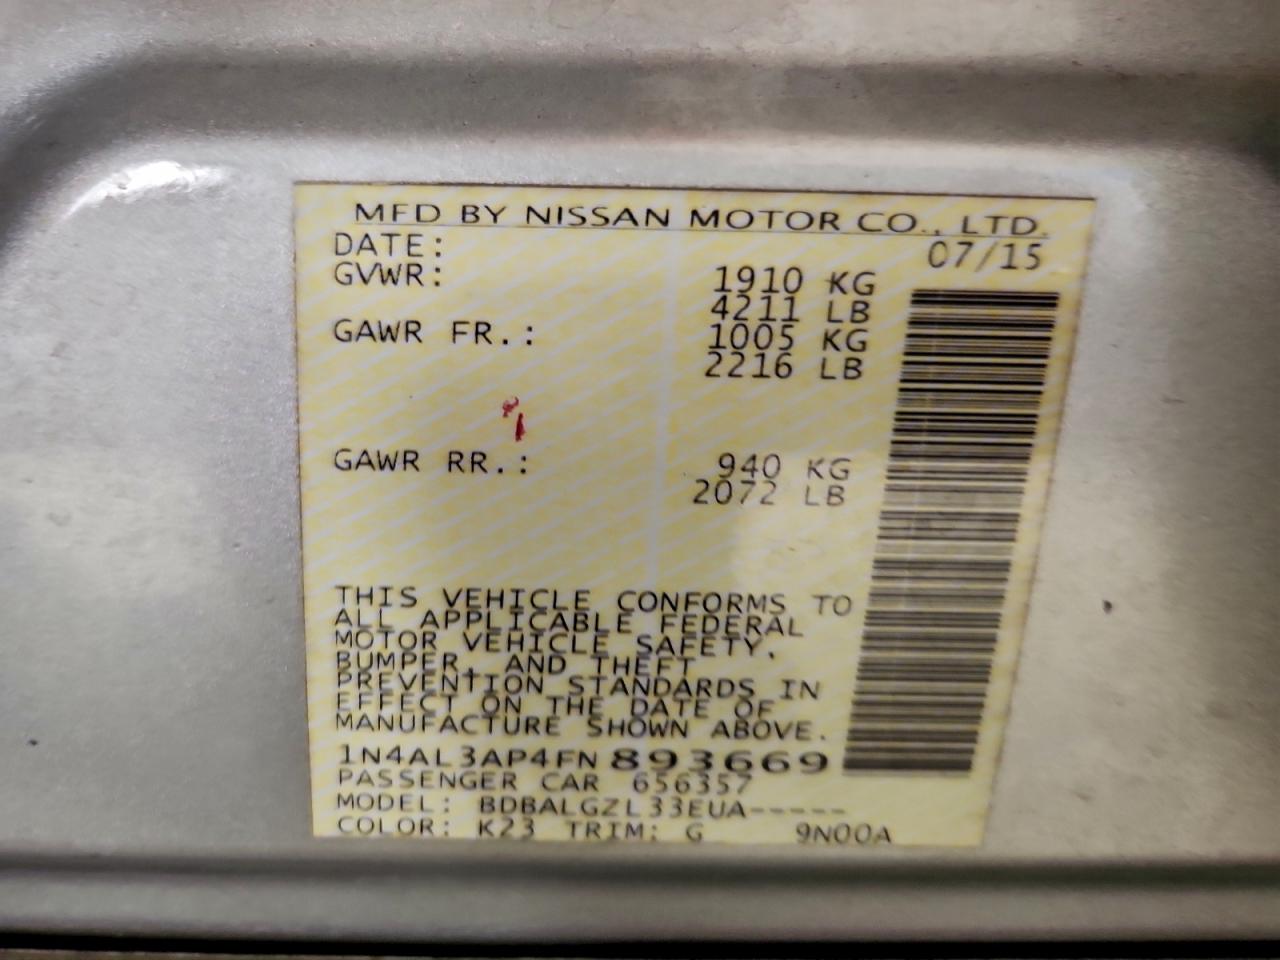 MFD BY NISSAN MOTOR CO., LTD.
DATE: 07/15
GVWR: 1910 KG
4211 LB
GAWR FR.: 1005 KG
2216 LB
GAWR RR.: 940 KG
2072 LB
THIS VEHICLE CONFORMS TO
ALL APPLICABLE FEDERAL
MOTOR VEHICLE SAFETY,
BUMPER, AND THEFT
PREVENTION STANDARDS IN
EFFECT ON THE DATE OF
MANUFACTURE SHOWN ABOVE.
1N4AL3AP4FN893669
PASSENGER CAR 656357
MODEL: BDBALGZL33EUA-----
COLOR: K23 TRIM: G 9N00A